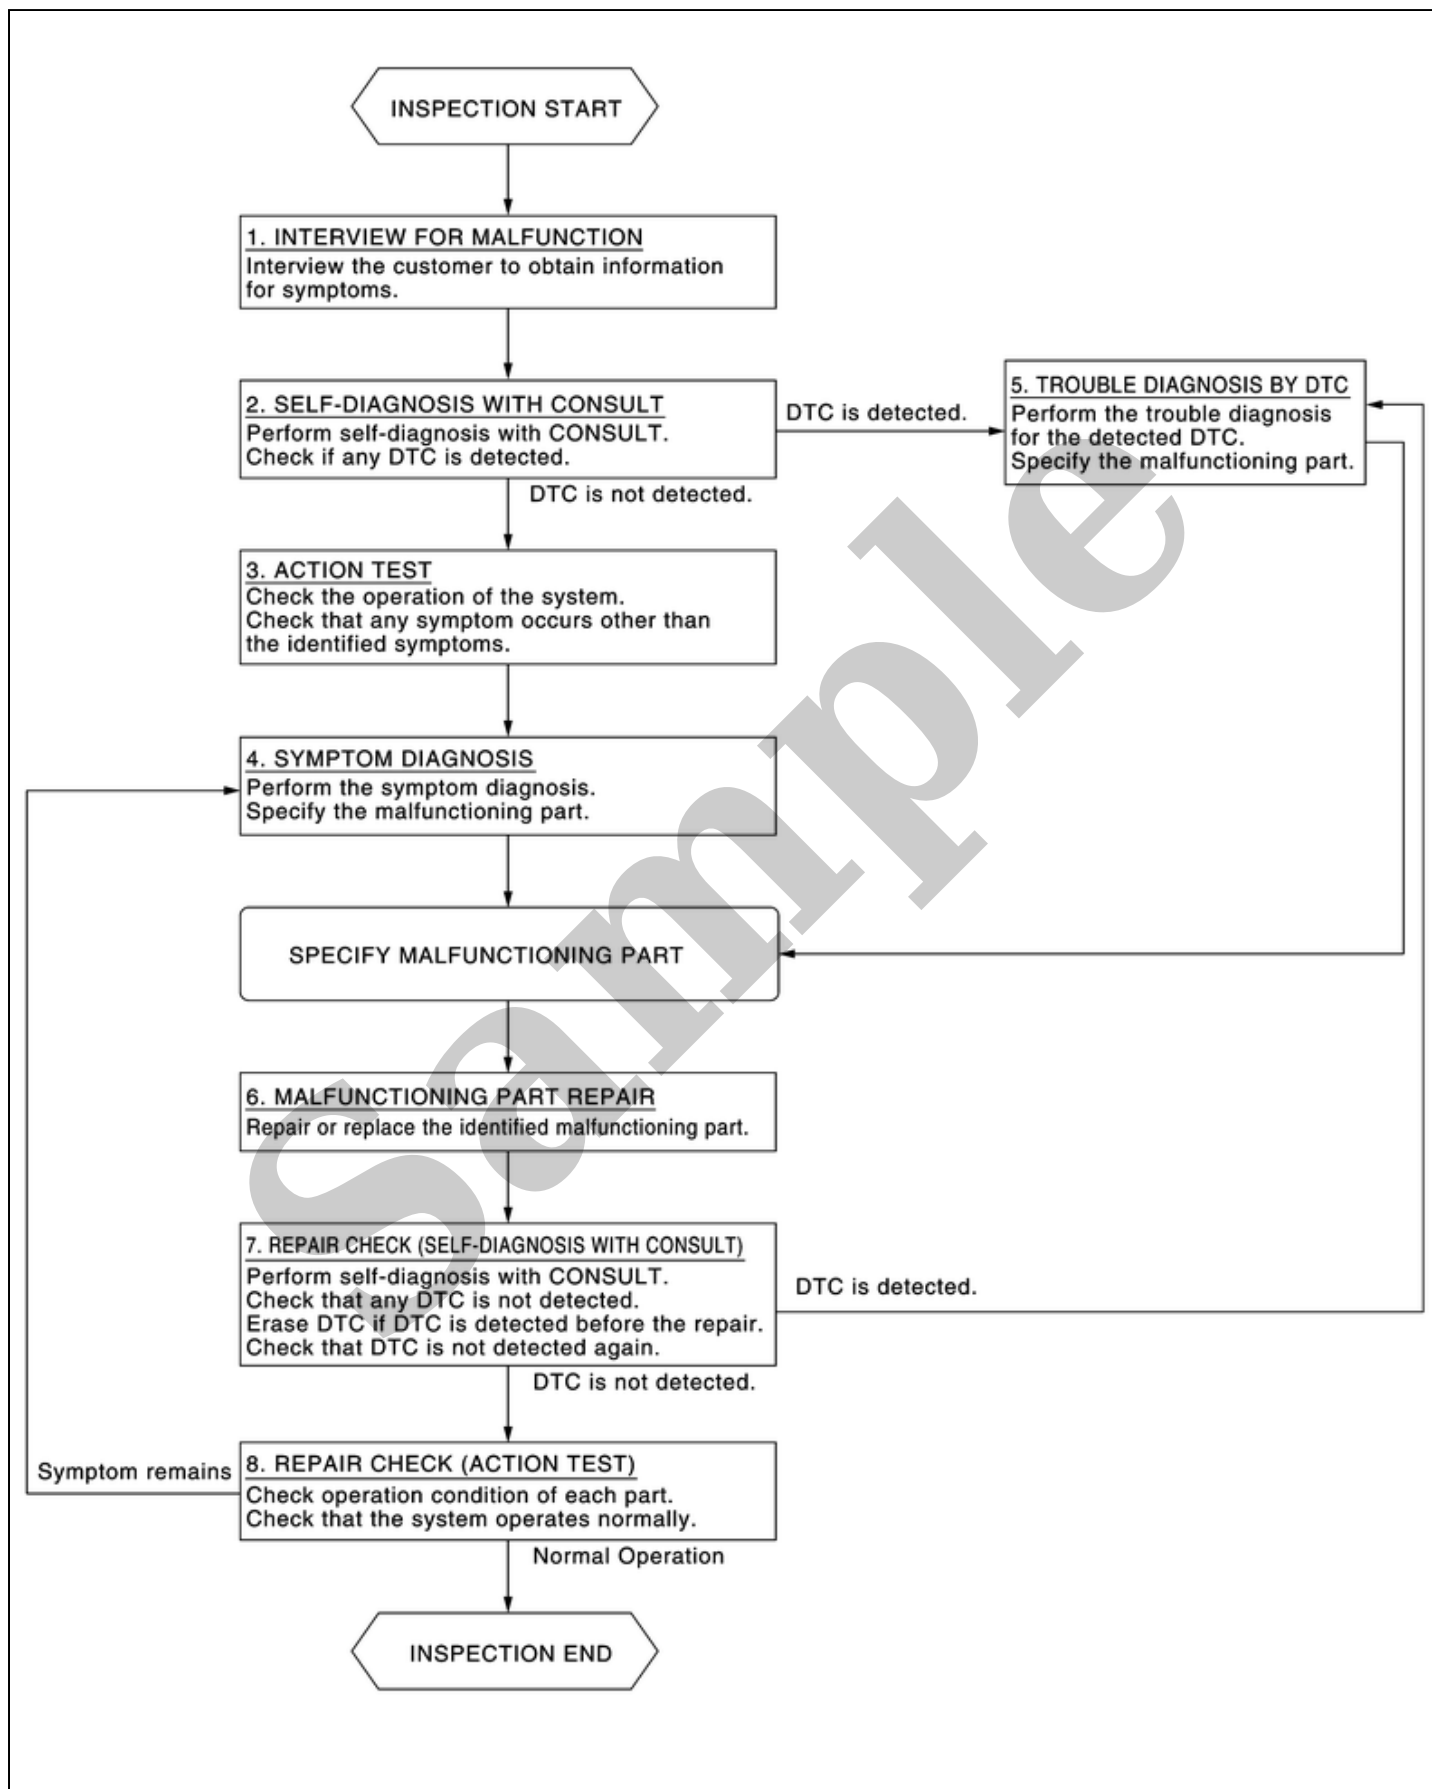 INSPECTION START
1. INTERVIEW FOR MALFUNCTION
Interview the customer to obtain information
for symptoms.
2. SELF-DIAGNOSIS WITH CONSULT
Perform self-diagnosis with CONSULT.
Check if any DTC is detected.
DTC is detected.
5. TROUBLE DIAGNOSIS BY DTC
Perform the trouble diagnosis
for the detected DTC.
Specify the malfunctioning part.
DTC is not detected.
3. ACTION TEST
Check the operation of the system.
Check that any symptom occurs other than
the identified symptoms.
4. SYMPTOM DIAGNOSIS
Perform the symptom diagnosis.
Specify the malfunctioning part.
SPECIFY MALFUNCTIONING PART
6. MALFUNCTIONING PART REPAIR
Repair or replace the identified malfunctioning part.
7. REPAIR CHECK (SELF-DIAGNOSIS WITH CONSULT)
Perform self-diagnosis with CONSULT.
Check that any DTC is not detected.
Erase DTC if DTC is detected before the repair.
Check that DTC is not detected again.
DTC is detected.
DTC is not detected.
Symptom remains
8. REPAIR CHECK (ACTION TEST)
Check operation condition of each part.
Check that the system operates normally.
Normal Operation
INSPECTION END
Sample